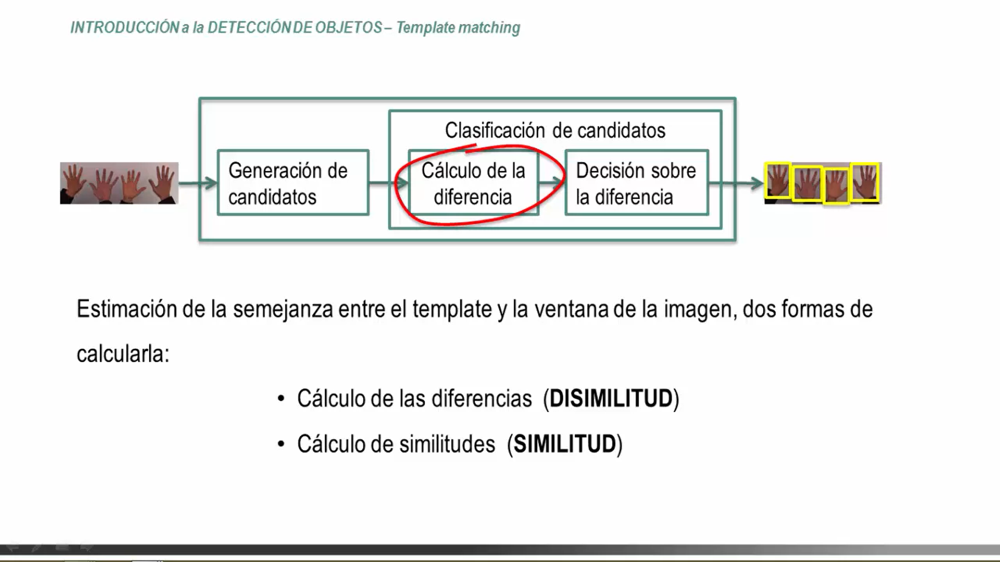 INTRODUCCIÓN a la DETECCIÓN DE OBJETOS – Template matching
Clasificación de candidatos
Generación de
candidatos
Cálculo de la
diferencia
Decisión sobre
la diferencia
Estimación de la semejanza entre el template y la ventana de la imagen, dos formas de
calcularla:
• Cálculo de las diferencias (DISIMILITUD)
• Cálculo de similitudes (SIMILITUD)